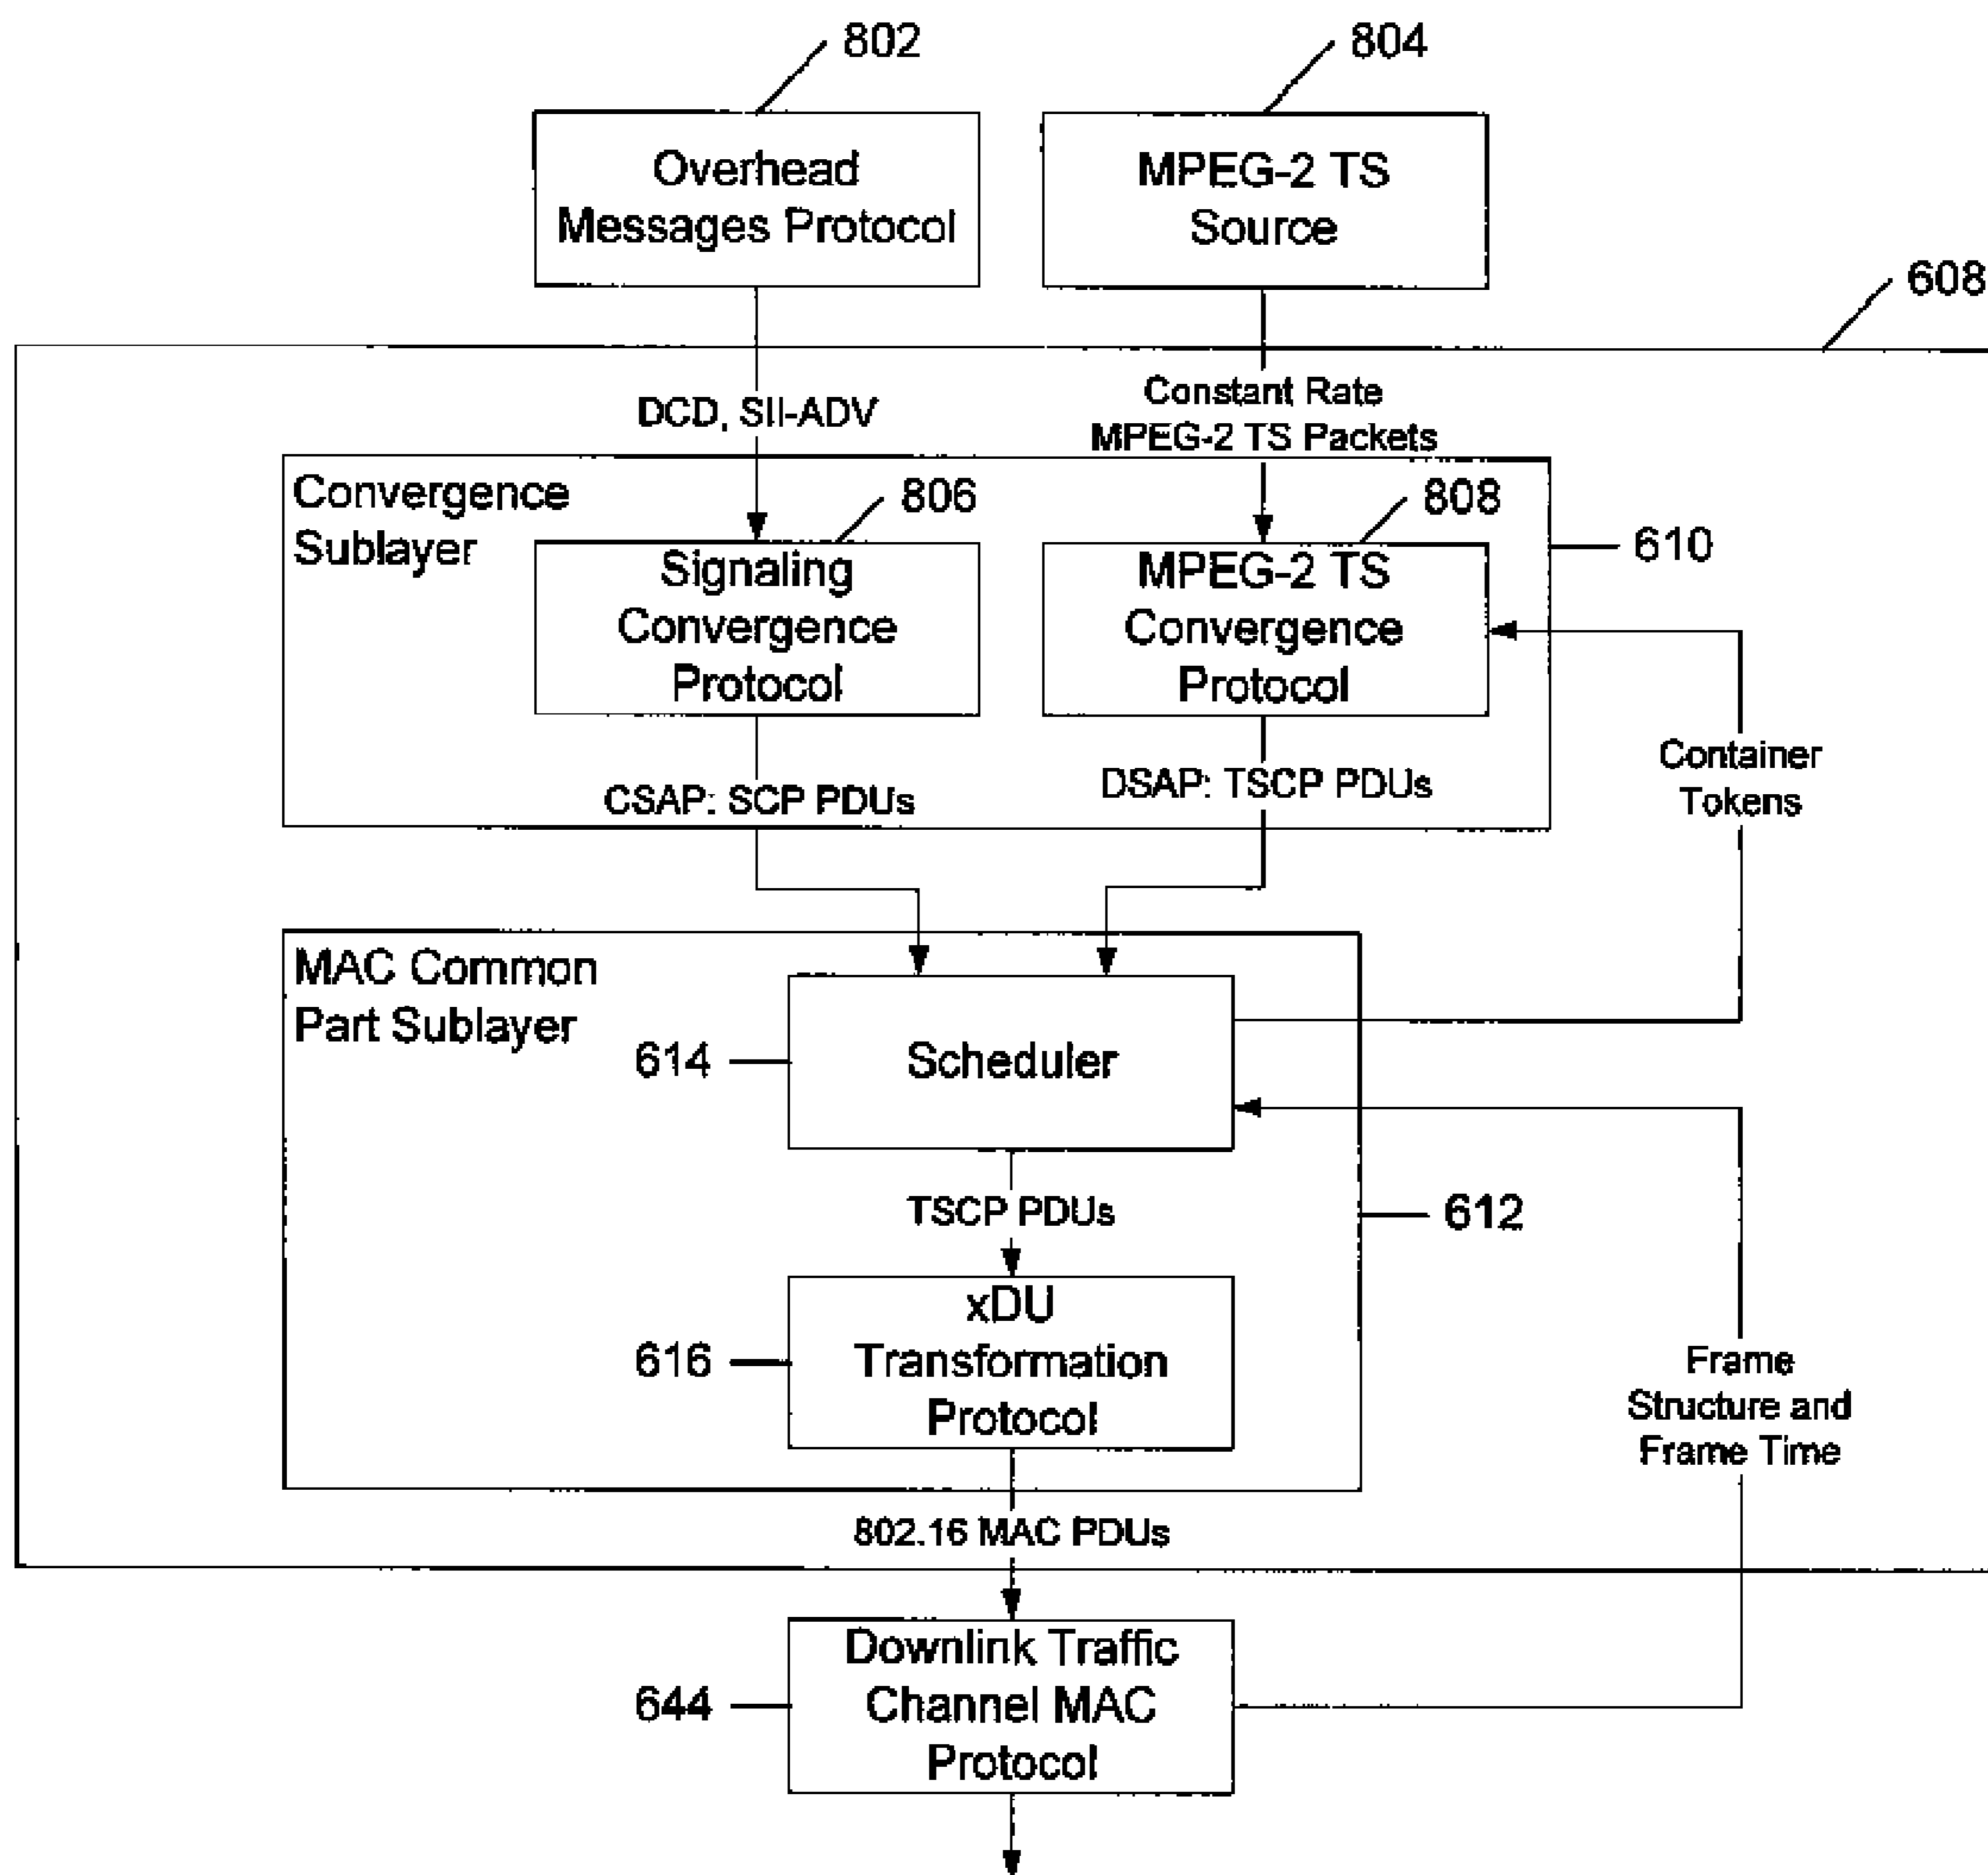 802
804
Overhead
Messages Protocol
MPEG-2 TS
Source
608
DCD, SII-ADV
Constant Rate
MPEG-2 TS Packets
Convergence
Sublayer
806
808
610
Signaling
Convergence
Protocol
MPEG-2 TS
Convergence
Protocol
Container
Tokens
CSAP: SCP PDUs
DSAP: TSCP PDUs
MAC Common
Part Sublayer
614
Scheduler
TSCP PDUs
612
616
xDU
Transformation
Protocol
Frame
Structure and
Frame Time
802.16 MAC PDUs
644
Downlink Traffic
Channel MAC
Protocol